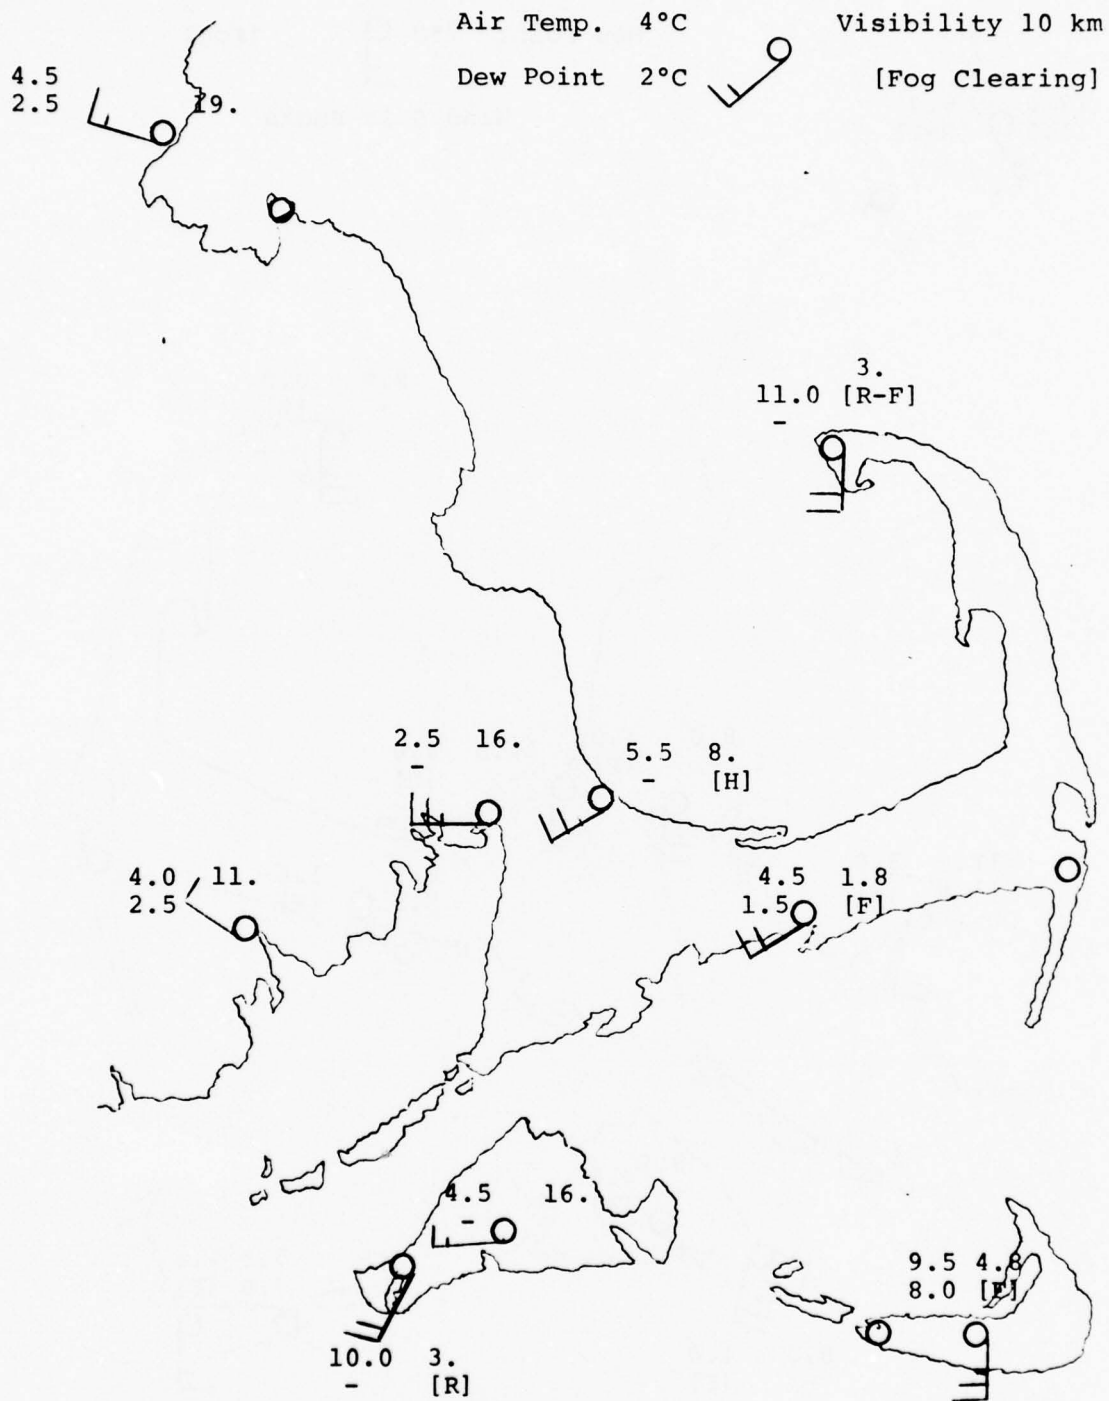 Air Temp. 4°C Visibility 10 km
Dew Point 2°C [Fog Clearing]
4.5
2.5 19.
3.
11.0 [R-F]
-
2.5 16.
-
5.5 8.
- [H]
4.0 11.
2.5
4.5 1.8
1.5 [F]
4.5 16.
-
9.5 4.8
8.0 [F]
10.0 3.
- [R]